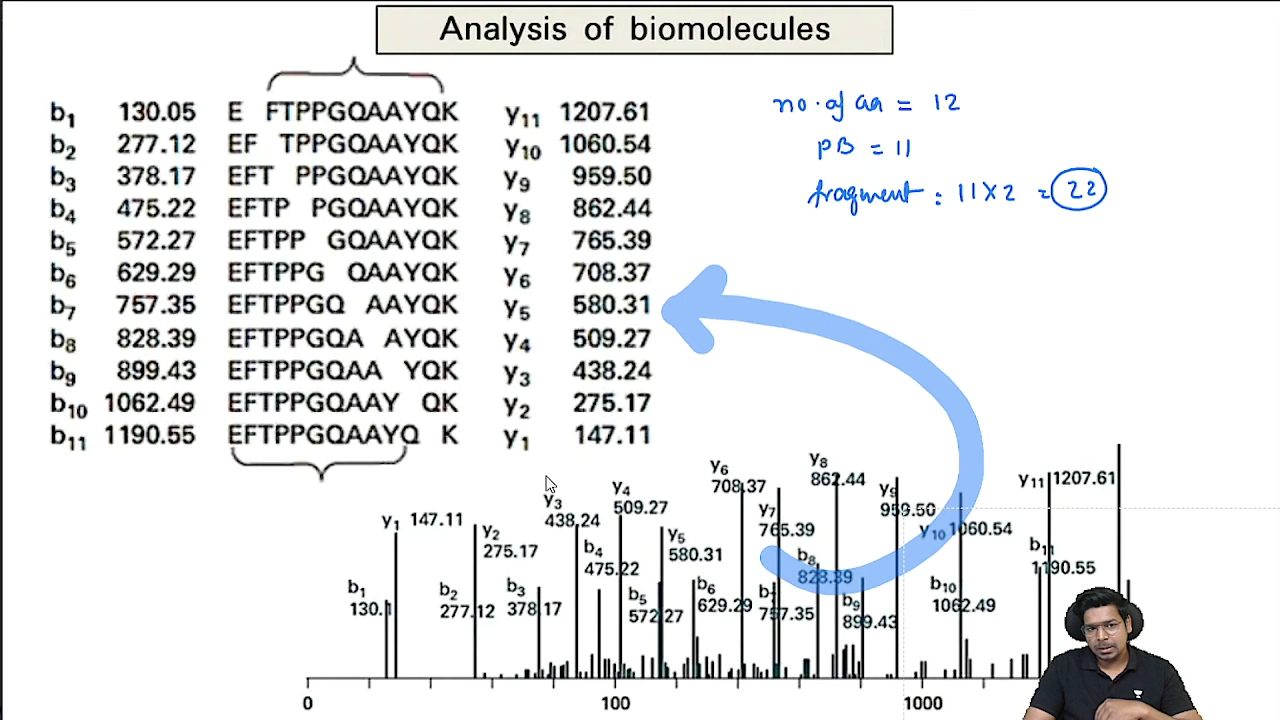 Analysis of biomolecules
b1 130.05 E FTPPGQAAYQK y11 1207.61
b2 277.12 EF TPPGQAAYQK y10 1060.54
b3 378.17 EFT PPGQAAYQK y9 959.50
b4 475.22 EFTP PGQAAYQK y8 862.44
b5 572.27 EFTPP GQAAYQK y7 765.39
b6 629.29 EFTPPG QAAYQK y6 708.37
b7 757.35 EFTPPGQ AAYQK y5 580.31
b8 828.39 EFTPPGQA AYQK y4 509.27
b9 899.43 EFTPPGQAA YQK y3 438.24
b10 1062.49 EFTPPGQAAY QK y2 275.17
b11 1190.55 EFTPPGQAAYQ K y1 147.11
no. of aa = 12
PB = 11
fragment : 11 X 2 = 22
y1 147.11
b1
130.1
y2
275.17
b2
277.12
b3
378.17
y3
438.24
b4
475.22
y4
509.27
b5
572.27
y5
580.31
b6
629.29
y6
708.37
y7
765.39
757.35
y8
862.44
b8
828.39
b9
899.43
y9
959.50
y10 1060.54
b10
1062.49
y11 1207.61
b11
1190.55
0 100 1000